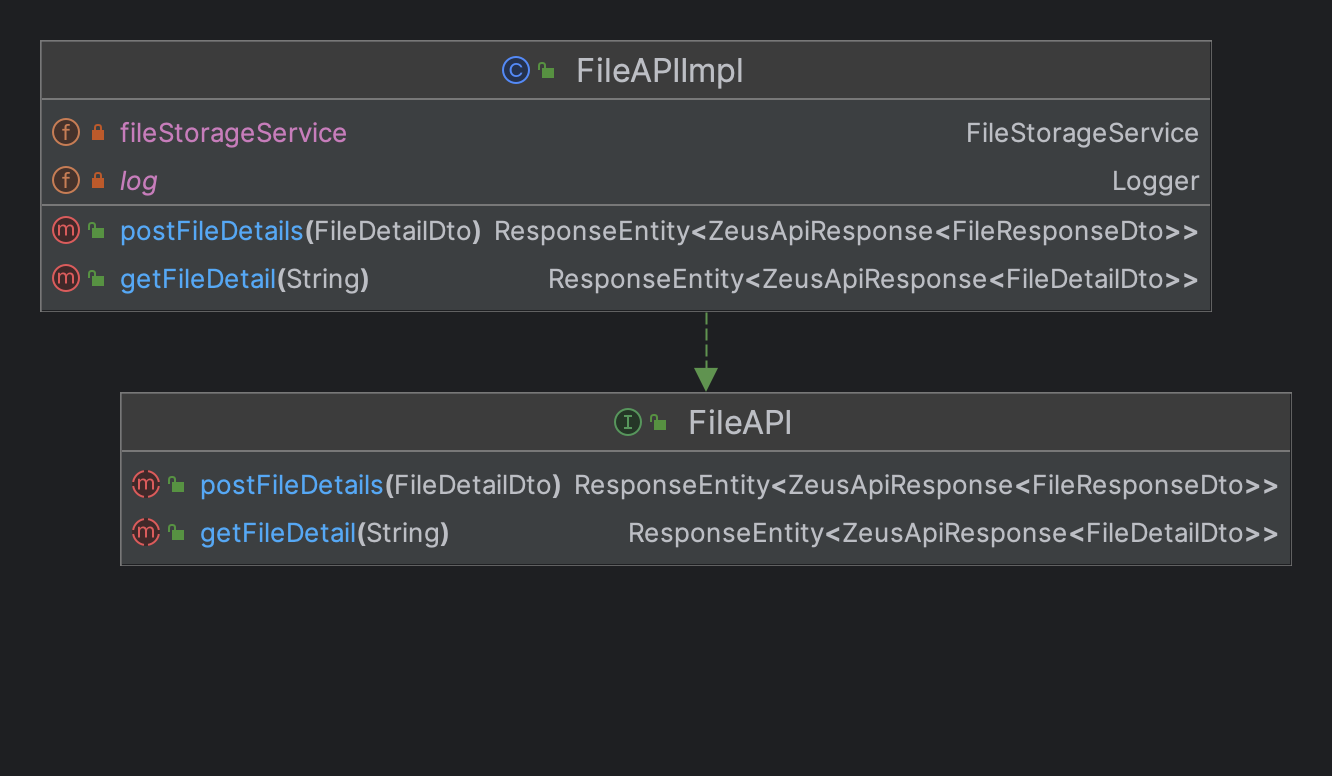 C FileAPIImpl
f fileStorageService FileStorageService
f log Logger
m postFileDetails(FileDetailDto) ResponseEntity<ZeusApiResponse<FileResponseDto>>
m getFileDetail(String) ResponseEntity<ZeusApiResponse<FileDetailDto>>
I FileAPI
m postFileDetails(FileDetailDto) ResponseEntity<ZeusApiResponse<FileResponseDto>>
m getFileDetail(String) ResponseEntity<ZeusApiResponse<FileDetailDto>>